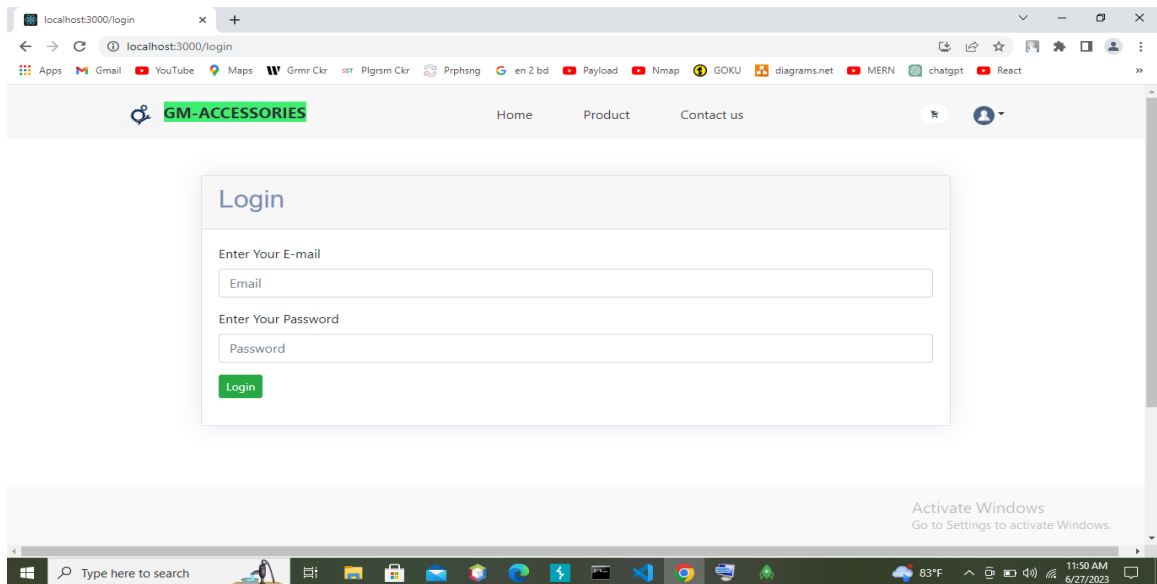 localhost:3000/login
localhost:3000/login
Apps Gmail YouTube Maps Grmr Ckr SST Plgrsm Ckr Prphsng en 2 bd Payload Nmap GOKU diagrams.net MERN chatgpt React »
GM-ACCESSORIES Home Product Contact us
Login
Enter Your E-mail
Email
Enter Your Password
Password
Login
Activate Windows
Go to Settings to activate Windows.
Type here to search 83°F 11:50 AM
6/27/2023